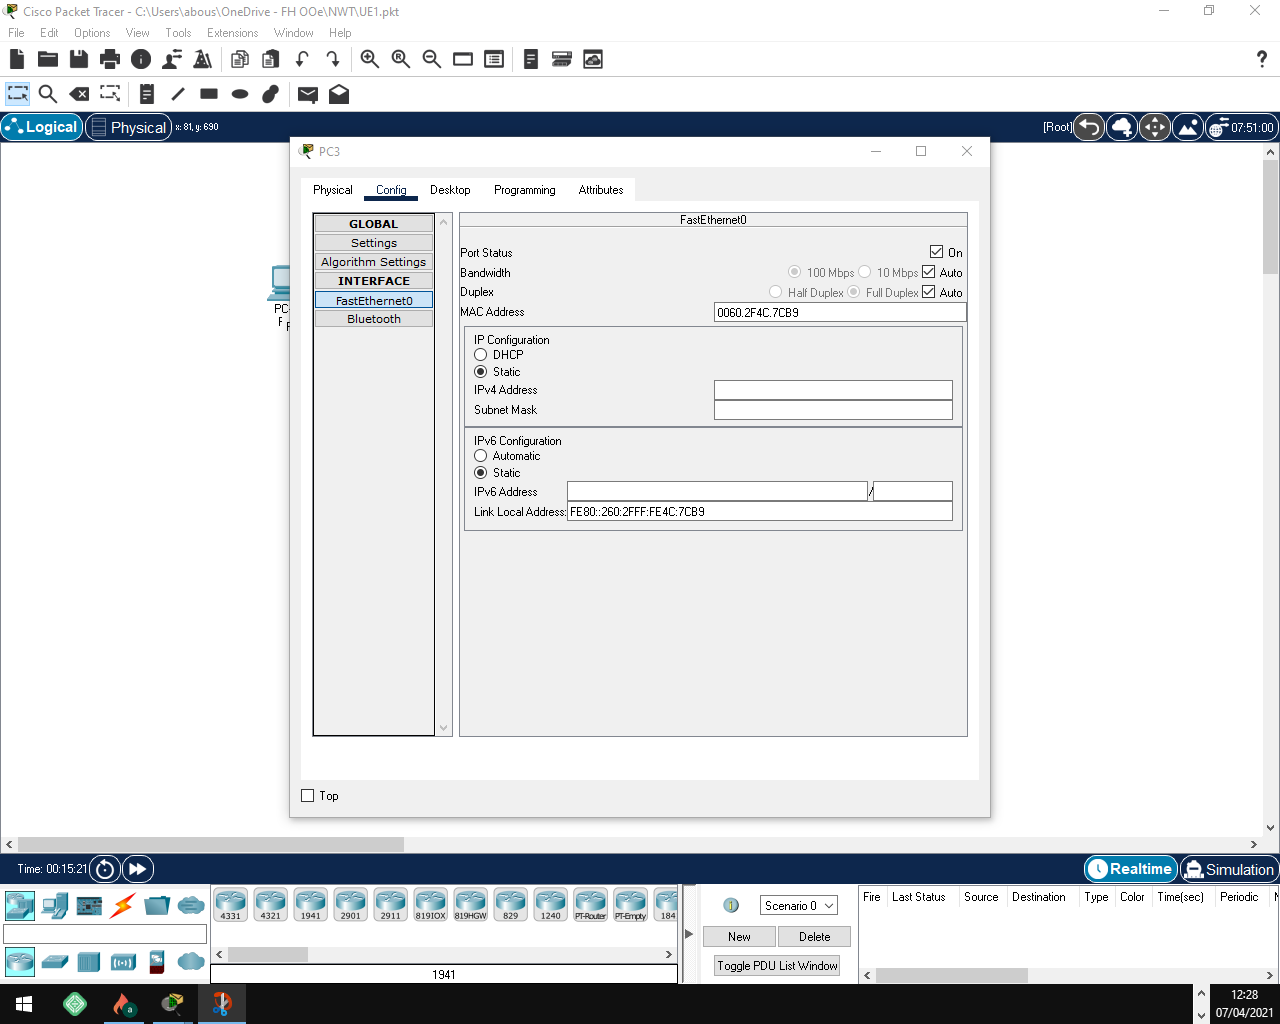 Cisco Packet Tracer - C:\Users\abous\OneDrive - FH OOe\NWT\UE1.pkt
File Edit Options View Tools Extensions Window Help
Logical Physical x: 81, y: 690 [Root] 07:51:00
PC3
Physical Config Desktop Programming Attributes
GLOBAL
Settings
Algorithm Settings
INTERFACE
FastEthernet0
Bluetooth
FastEthernet0
Port Status On
Bandwidth 100 Mbps 10 Mbps Auto
Duplex Half Duplex Full Duplex Auto
MAC Address 0060.2F4C.7CB9
IP Configuration
DHCP
Static
IPv4 Address
Subnet Mask
IPv6 Configuration
Automatic
Static
IPv6 Address /
Link Local Address: FE80::260:2FFF:FE4C:7CB9
Top
PC
Time: 00:15:21 Realtime Simulation
4331 4321 1941 2901 2911 819IOX 819HGW 829 1240 PT-Router PT-Empty 184
1941
Scenario 0
New Delete
Toggle PDU List Window
Fire Last Status Source Destination Type Color Time(sec) Periodic
12:28
07/04/2021